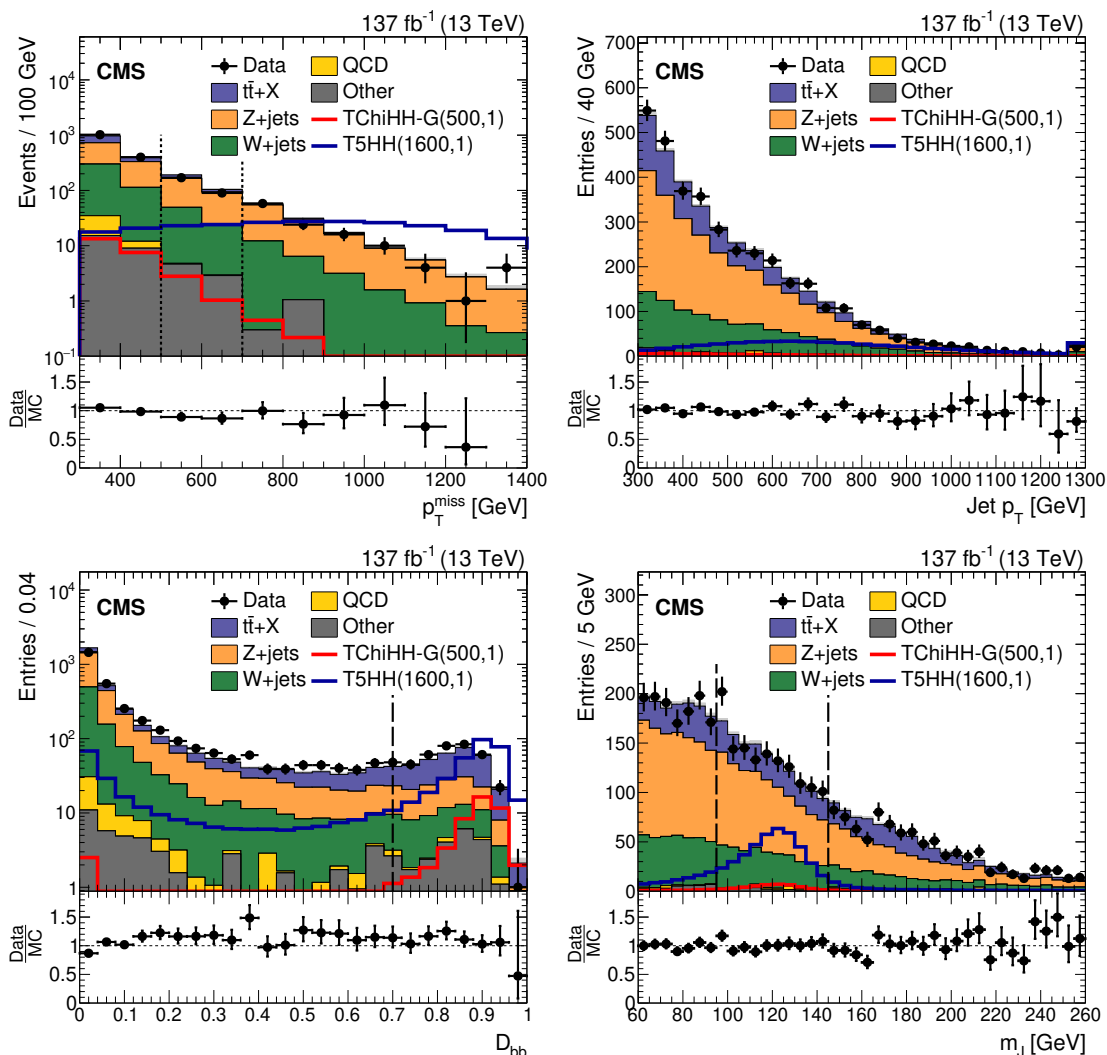 137 fb⁻¹ (13 TeV)
CMS
Data
QCD
tt̄+X
Other
Z+jets
TChiHH-G(500,1)
W+jets
T5HH(1600,1)
Events / 100 GeV
10⁴
10³
10²
10
1
10⁻¹
Data
MC
1.5
1
0.5
0
400 600 800 1000 1200 1400
p_T^miss [GeV]
137 fb⁻¹ (13 TeV)
CMS
Data
QCD
tt̄+X
Other
Z+jets
TChiHH-G(500,1)
W+jets
T5HH(1600,1)
Entries / 40 GeV
700
600
500
400
300
200
100
0
Data
MC
1.5
1
0.5
0
300 400 500 600 700 800 900 1000 1100 1300
Jet p_T [GeV]
137 fb⁻¹ (13 TeV)
CMS
Data
QCD
tt̄+X
Other
Z+jets
TChiHH-G(500,1)
W+jets
T5HH(1600,1)
Entries / 0.04
10⁴
10³
10²
10
1
Data
MC
1.5
1
0.5
0
0 0.1 0.2 0.3 0.4 0.5 0.6 0.7 0.8 0.9 1
D_bb
137 fb⁻¹ (13 TeV)
CMS
Data
QCD
tt̄+X
Other
Z+jets
TChiHH-G(500,1)
W+jets
T5HH(1600,1)
Entries / 5 GeV
300
250
200
150
100
50
0
Data
MC
1.5
1
0.5
0
60 80 100 120 140 160 180 200 220 240 260
m_J [GeV]